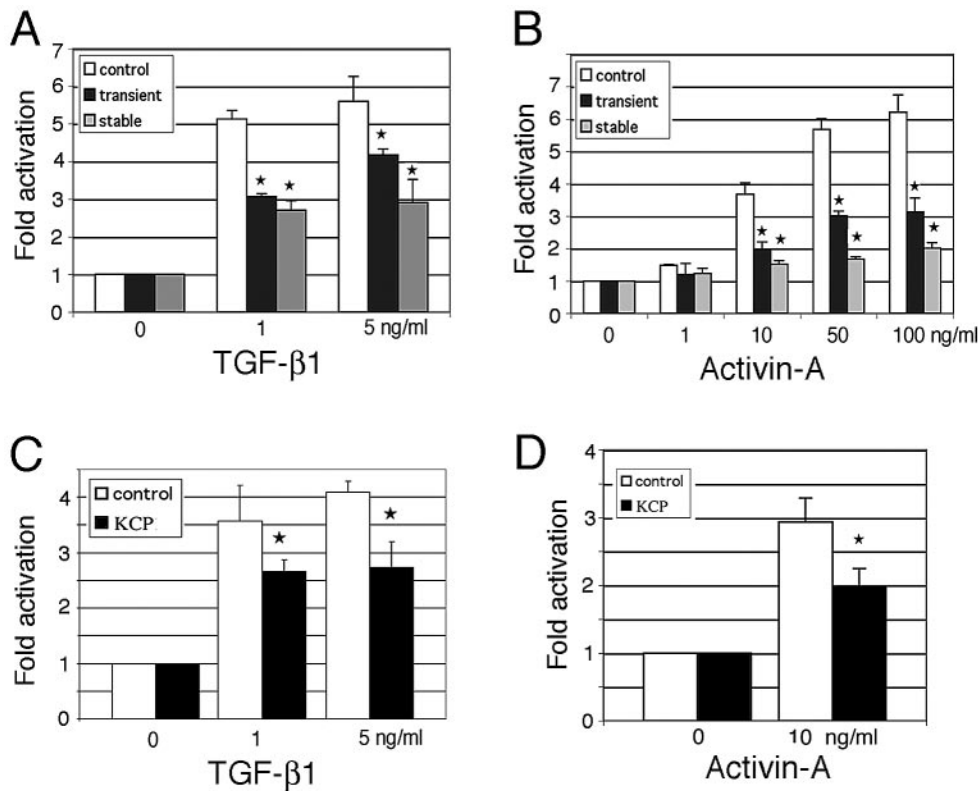 A
Fold activation
7
6
5
4
3
2
1
0
control
transient
stable
★ ★
★ ★
0 1 5 ng/ml
TGF-β1
B
Fold activation
8
7
6
5
4
3
2
1
0
control
transient
stable
★ ★
★ ★
★ ★
0 1 10 50 100 ng/ml
Activin-A
C
Fold activation
4
3
2
1
0
control
KCP
★ ★
0 1 5 ng/ml
TGF-β1
D
Fold activation
4
3
2
1
0
control
KCP
★
0 10 ng/ml
Activin-A